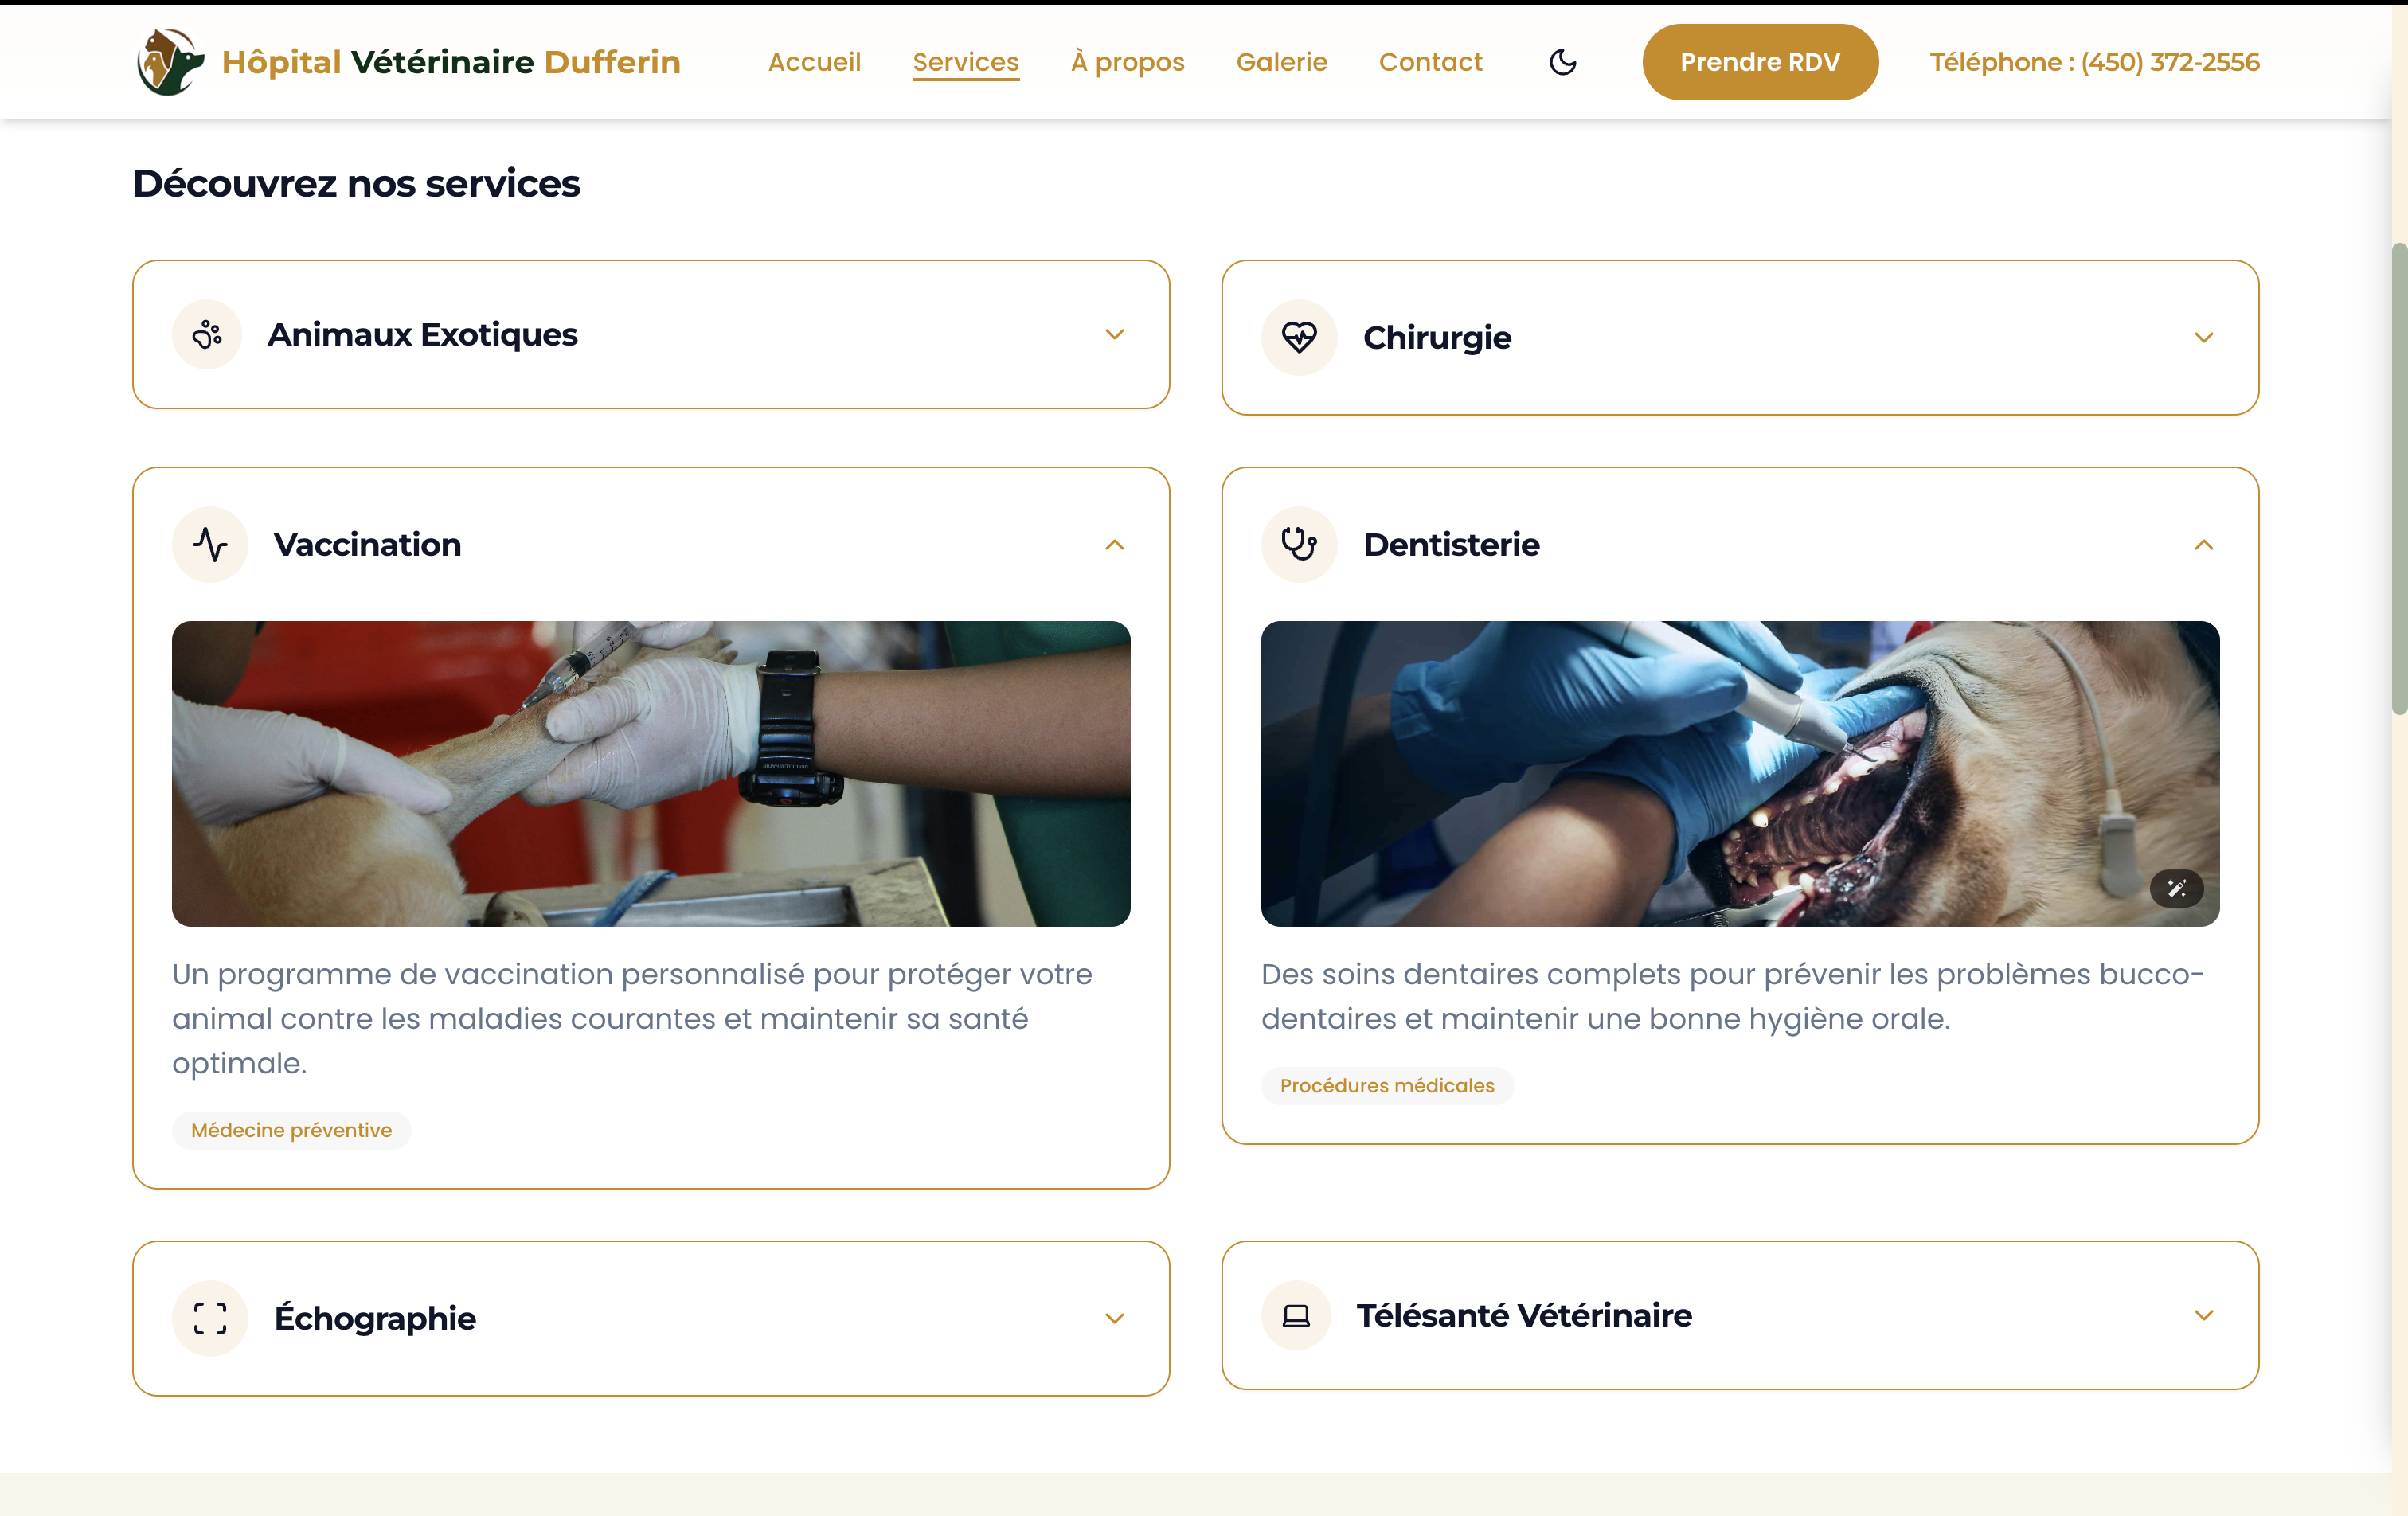 Hôpital Vétérinaire Dufferin
Accueil
Services
À propos
Galerie
Contact
Prendre RDV
Téléphone : (450) 372-2556
Découvrez nos services
Animaux Exotiques
Chirurgie
Vaccination
Un programme de vaccination personnalisé pour protéger votre
animal contre les maladies courantes et maintenir sa santé
optimale.
Médecine préventive
Dentisterie
Des soins dentaires complets pour prévenir les problèmes bucco-
dentaires et maintenir une bonne hygiène orale.
Procédures médicales
Échographie
Télésanté Vétérinaire